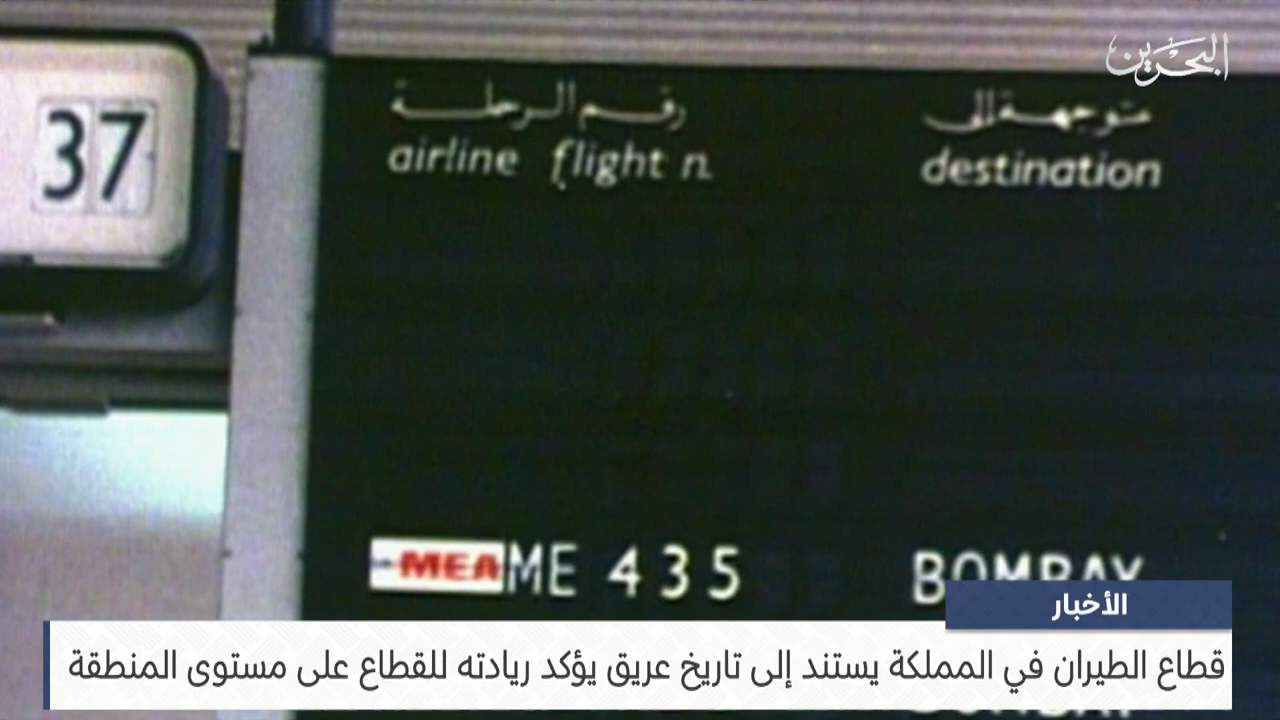 البحرين
37
رقم الرحلة
متوجهة إلى
airline flight n.
destination
MEA ME 435
BOMBAY
الأخبار
قطاع الطيران في المملكة يستند إلى تاريخ عريق يؤكد ريادته للقطاع على مستوى المنطقة